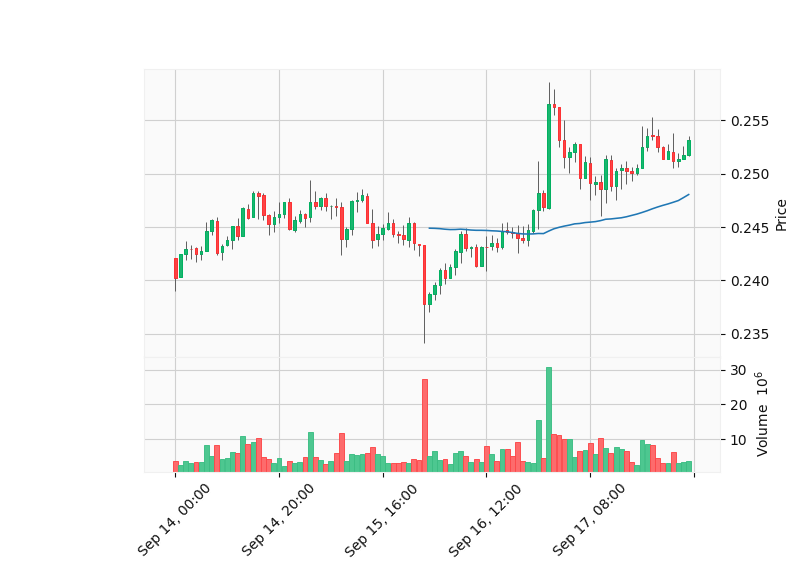 0.255
0.250
0.245
0.240
0.235
Price
30
20
10
Volume 10^6
Sep 14, 00:00
Sep 14, 20:00
Sep 15, 16:00
Sep 16, 12:00
Sep 17, 08:00